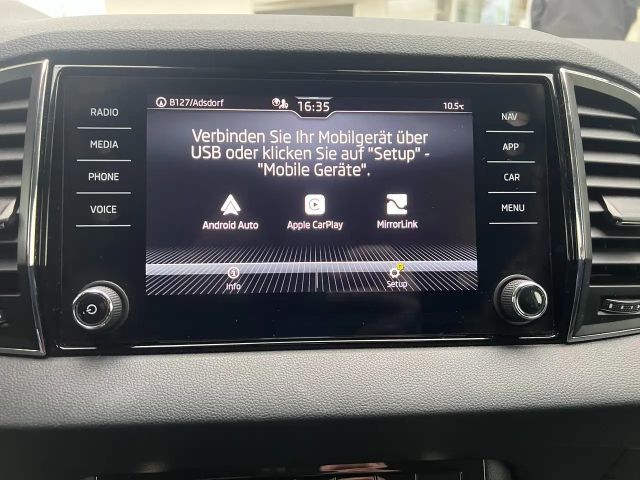 B127/Adsdorf 16:35 10.5°C
RADIO
MEDIA
PHONE
VOICE
Verbinden Sie Ihr Mobilgerät über
USB oder klicken Sie auf "Setup" -
"Mobile Geräte".
Android Auto Apple CarPlay MirrorLink
Info Setup
NAV
APP
CAR
MENU